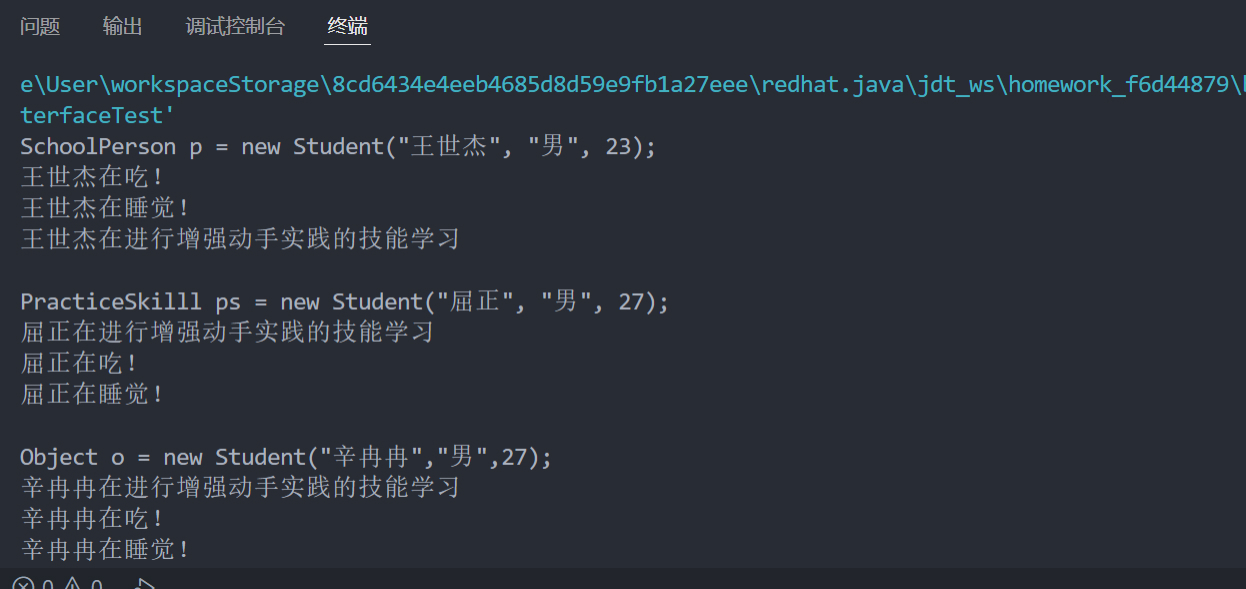 问题 输出 调试控制台 终端
e\User\workspaceStorage\8cd6434e4eeb4685d8d59e9fb1a27eee\redhat.java\jdt_ws\homework_f6d44879\
terfaceTest'
SchoolPerson p = new Student("王世杰", "男", 23);
王世杰在吃!
王世杰在睡觉!
王世杰在进行增强动手实践的技能学习
PracticeSkilll ps = new Student("屈正", "男", 27);
屈正在进行增强动手实践的技能学习
屈正在吃!
屈正在睡觉!
Object o = new Student("辛冉冉","男",27);
辛冉冉在进行增强动手实践的技能学习
辛冉冉在吃!
辛冉冉在睡觉!
0 0